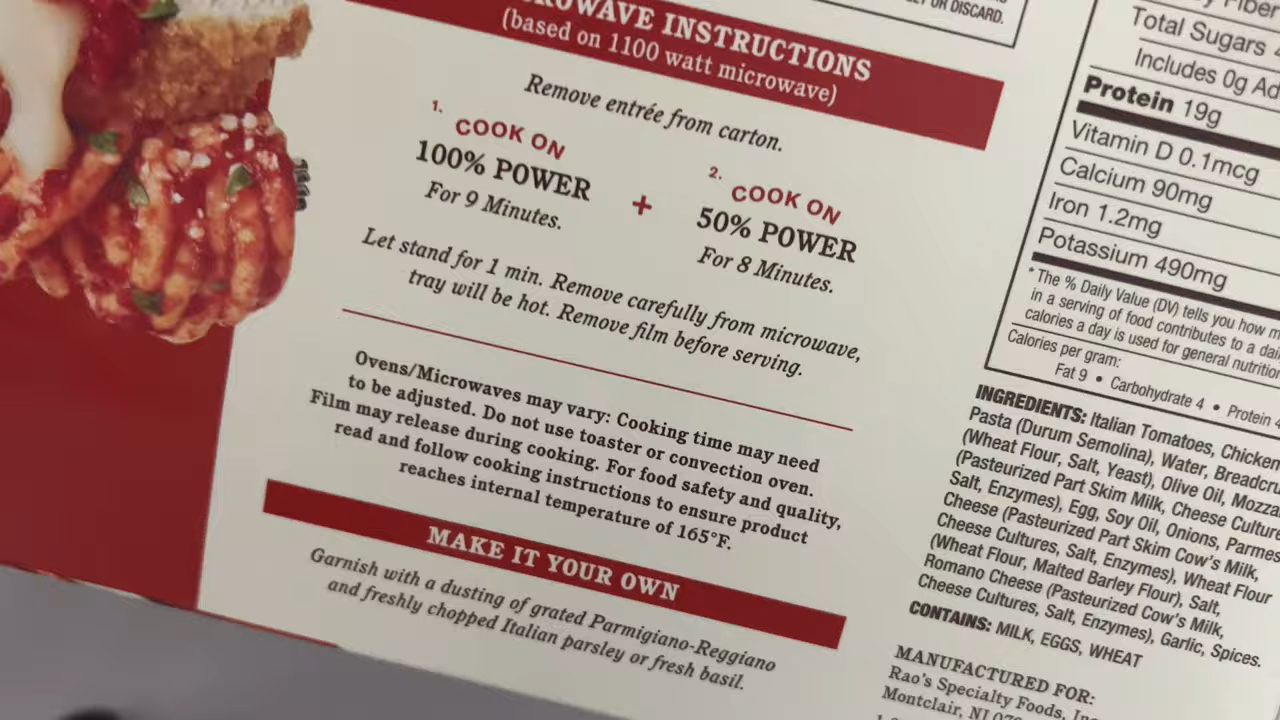 OR DISCARD.
MICROWAVE INSTRUCTIONS
(based on 1100 watt microwave)
Remove entrée from carton.
1.
COOK ON
100% POWER
For 9 Minutes.
+
2.
COOK ON
50% POWER
For 8 Minutes.
Let stand for 1 min. Remove carefully from microwave,
tray will be hot. Remove film before serving.
Ovens/Microwaves may vary: Cooking time may need
to be adjusted. Do not use toaster or convection oven.
Film may release during cooking. For food safety and quality,
read and follow cooking instructions to ensure product
reaches internal temperature of 165°F.
MAKE IT YOUR OWN
Garnish with a dusting of grated Parmigiano-Reggiano
and freshly chopped Italian parsley or fresh basil.
Fiber
Total Sugars
Includes 0g
Protein 19g
Vitamin D 0.1mcg
Calcium 90mg
Iron 1.2mg
Potassium 490mg
* The % Daily Value (DV) tells you how
in a serving of food contributes to a
calories a day is used for general
Calories per gram:
Fat 9 • Carbohydrate 4 • Protein 4
INGREDIENTS: Italian Tomatoes, Chicken
Pasta (Durum Semolina), Water,
(Wheat Flour, Salt, Yeast), Olive Oil,
(Pasteurized Part Skim Milk, Cheese
Salt, Enzymes), Egg, Soy Oil, Onions,
Cheese (Pasteurized Part Skim Cow's Milk,
Cheese Cultures, Salt, Enzymes), Wheat Flour
(Wheat Flour, Malted Barley Flour), Salt,
Romano Cheese (Pasteurized Cow's Milk,
Cheese Cultures, Salt, Enzymes), Garlic, Spices.
CONTAINS: MILK, EGGS, WHEAT
MANUFACTURED FOR:
Rao's Specialty Foods,
Montclair, NJ